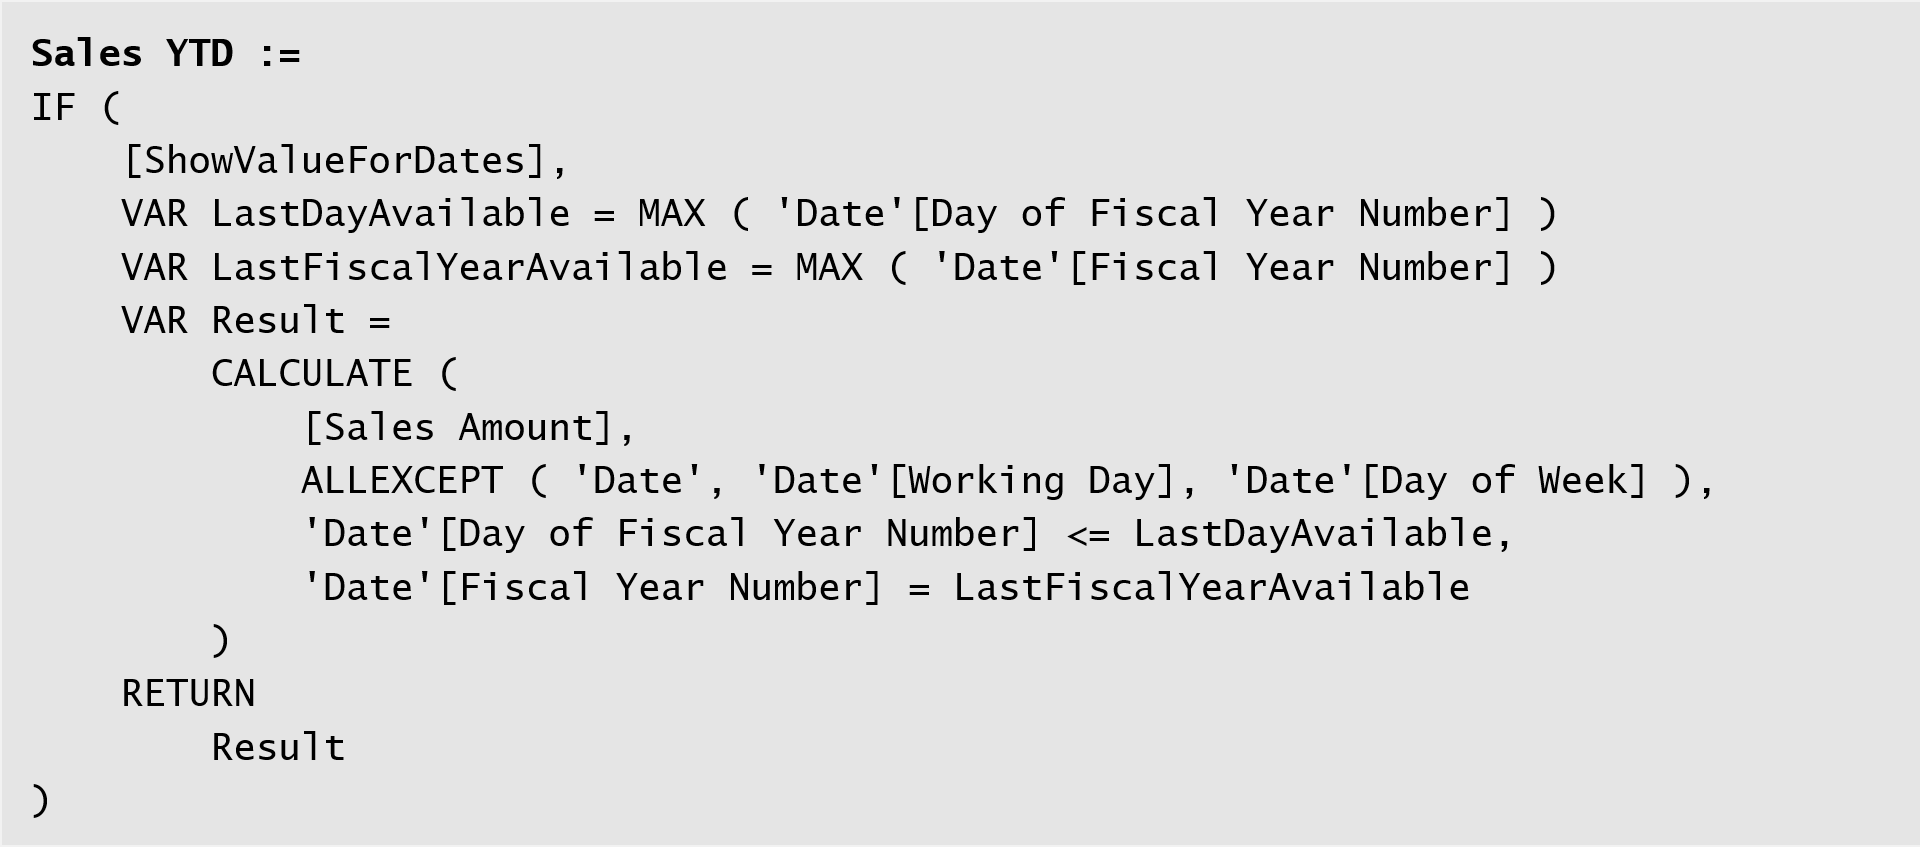 Sales YTD :=
IF (
    [ShowValueForDates],
    VAR LastDayAvailable = MAX ( 'Date'[Day of Fiscal Year Number] )
    VAR LastFiscalYearAvailable = MAX ( 'Date'[Fiscal Year Number] )
    VAR Result =
        CALCULATE (
            [Sales Amount],
            ALLEXCEPT ( 'Date', 'Date'[Working Day], 'Date'[Day of Week] ),
            'Date'[Day of Fiscal Year Number] <= LastDayAvailable,
            'Date'[Fiscal Year Number] = LastFiscalYearAvailable
        )
    RETURN
        Result
)